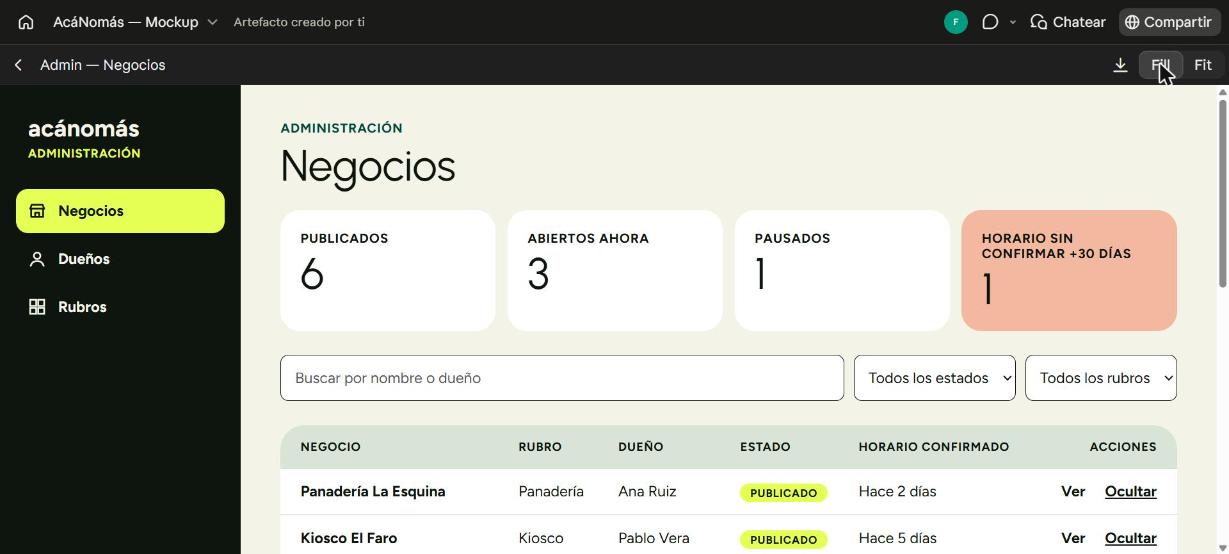 AcáNomás — Mockup
Artefacto creado por ti
F
Chatear
Compartir
Admin — Negocios
Fill
Fit
acánomás
ADMINISTRACIÓN
Negocios
Dueños
Rubros
ADMINISTRACIÓN
Negocios
PUBLICADOS
6
ABIERTOS AHORA
3
PAUSADOS
1
HORARIO SIN
CONFIRMAR +30 DÍAS
1
Buscar por nombre o dueño
Todos los estados
Todos los rubros
NEGOCIO RUBRO DUEÑO ESTADO HORARIO CONFIRMADO ACCIONES
Panadería La Esquina Panadería Ana Ruiz PUBLICADO Hace 2 días Ver Ocultar
Kiosco El Faro Kiosco Pablo Vera PUBLICADO Hace 5 días Ver Ocultar